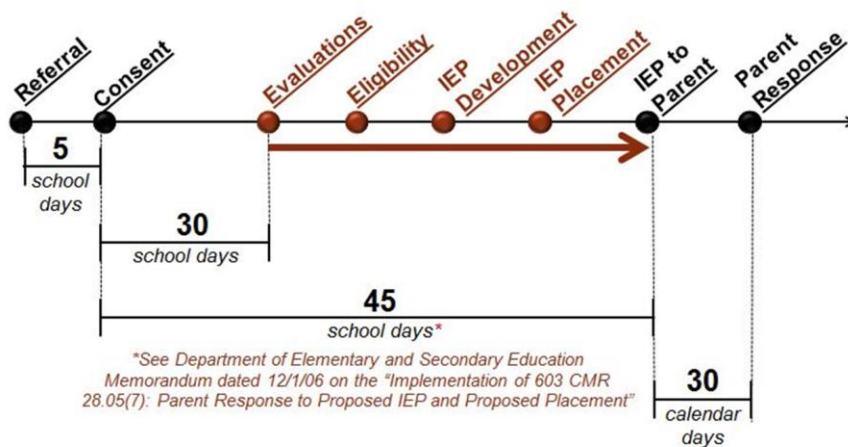 Referral
Consent
Evaluations
Eligibility
IEP
Development
IEP
Placement
IEP to
Parent
Parent
Response
5
school
days
30
school days
45
school days*
*See Department of Elementary and Secondary Education
Memorandum dated 12/1/06 on the “Implementation of 603 CMR
28.05(7): Parent Response to Proposed IEP and Proposed Placement”
30
calendar
days